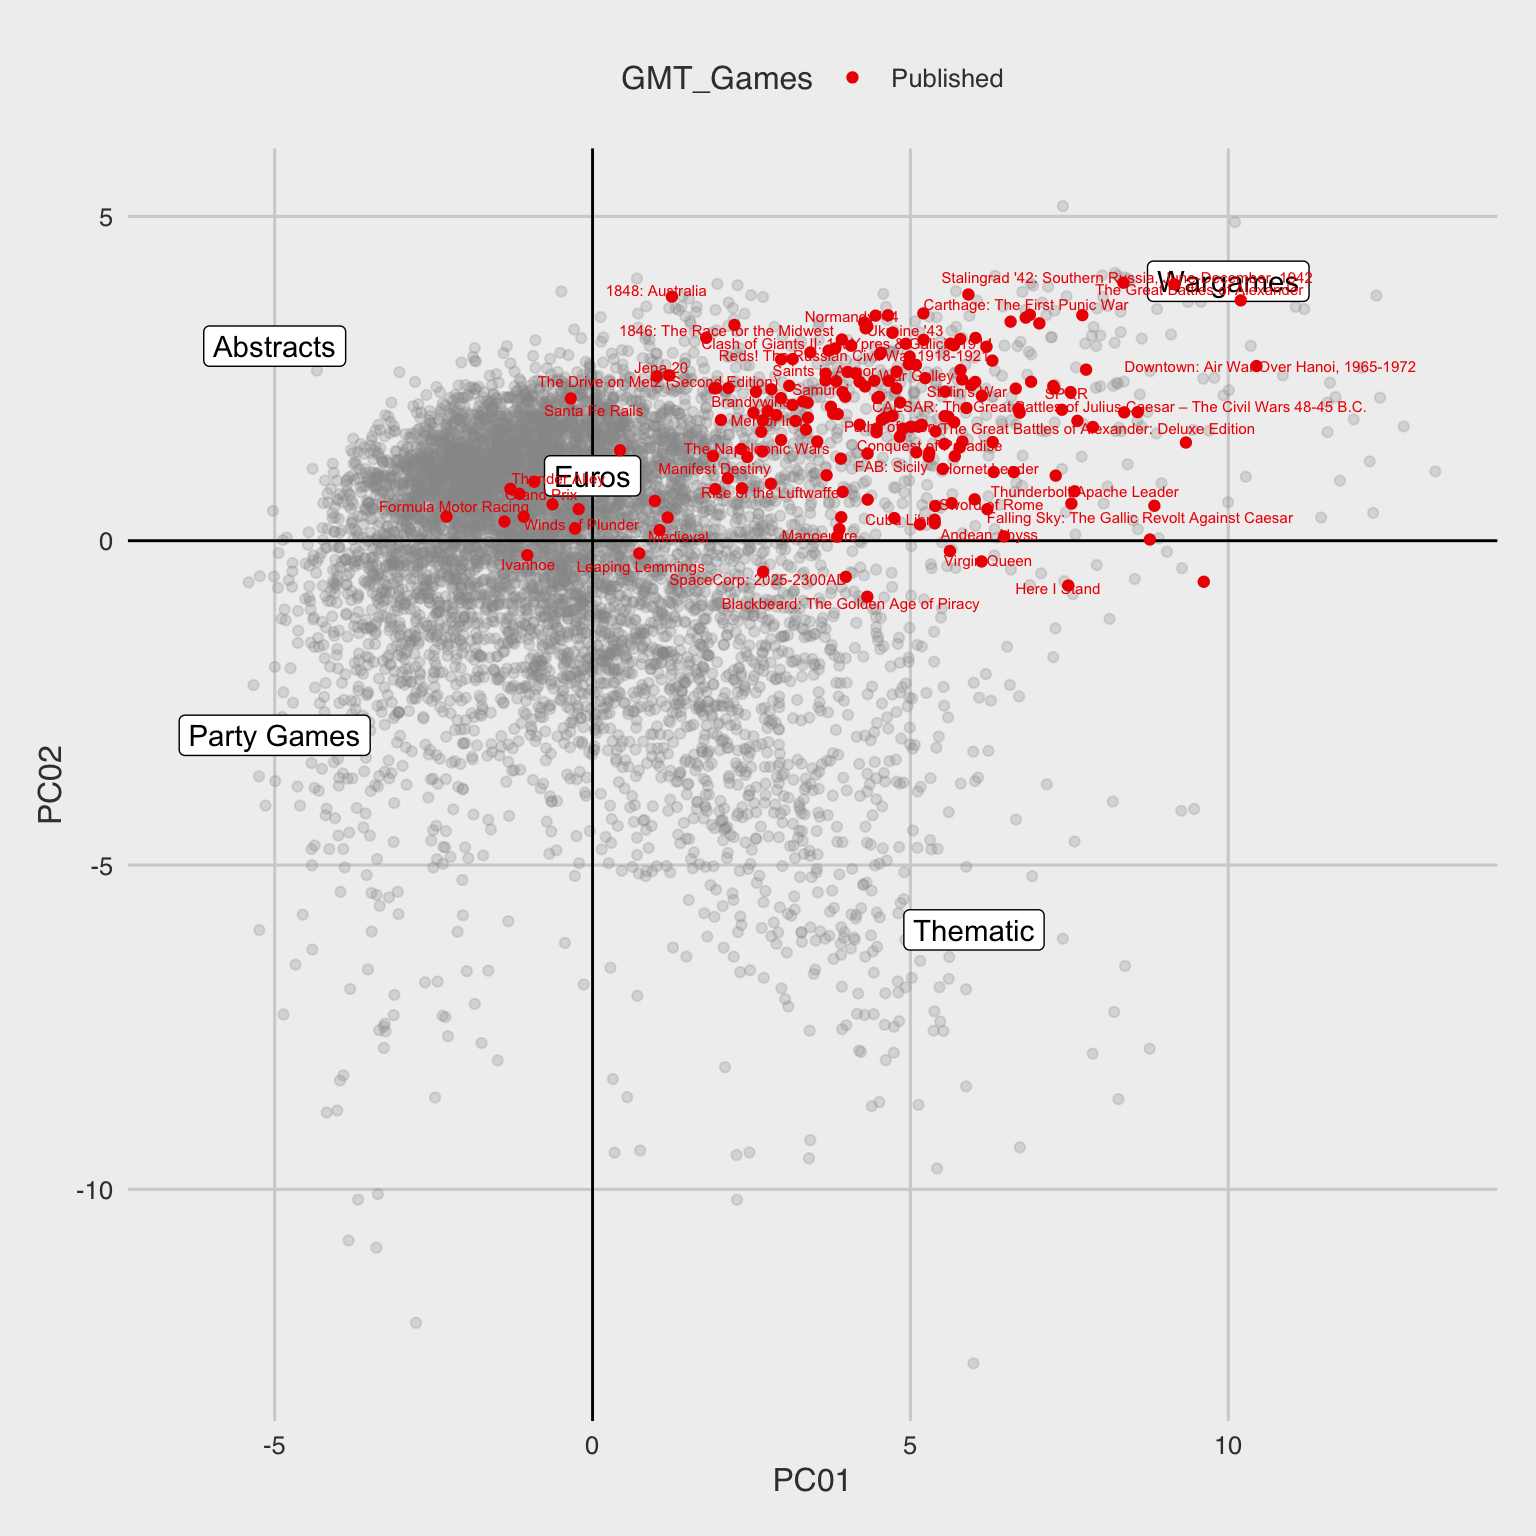 GMT_Games Published
5
Stalingrad '42: Southern Russia, June-December, 1942
Wargames
The Great Battles of Alexander
1848: Australia
Carthage: The First Punic War
1846: The Race for the Midwest
Ukraine '43
Abstracts
Reds! The Russian Civil War 1918-1921
Jena 20
Downtown: Air War Over Hanoi, 1965-1972
The Drive on Metz (Second Edition)
War Galley
Samurai
Stalin's War
SPQR
Brandywine
Santa Fe Rails
CAESAR: The Great Battles of Julius Caesar – The Civil Wars 48-45 B.C.
The Great Battles of Alexander: Deluxe Edition
The Napoleonic Wars
Conquest of Paradise
Manifest Destiny
FAB: Sicily
Hornet Leader
Euros
Thunder Alley
Grand Prix
Rise of the Luftwaffe
Thunderbolt Apache Leader
Formula Motor Racing
Sword of Rome
Winds of Plunder
Cuba Libre
Falling Sky: The Gallic Revolt Against Caesar
Medieval
Manoeuvre
Andean Abyss
0
Ivanhoe
Leaping Lemmings
Virgin Queen
SpaceCorp: 2025-2300AD
Here I Stand
Blackbeard: The Golden Age of Piracy
Party Games
PC02
-5
Thematic
-10
-5
0
5
10
PC01